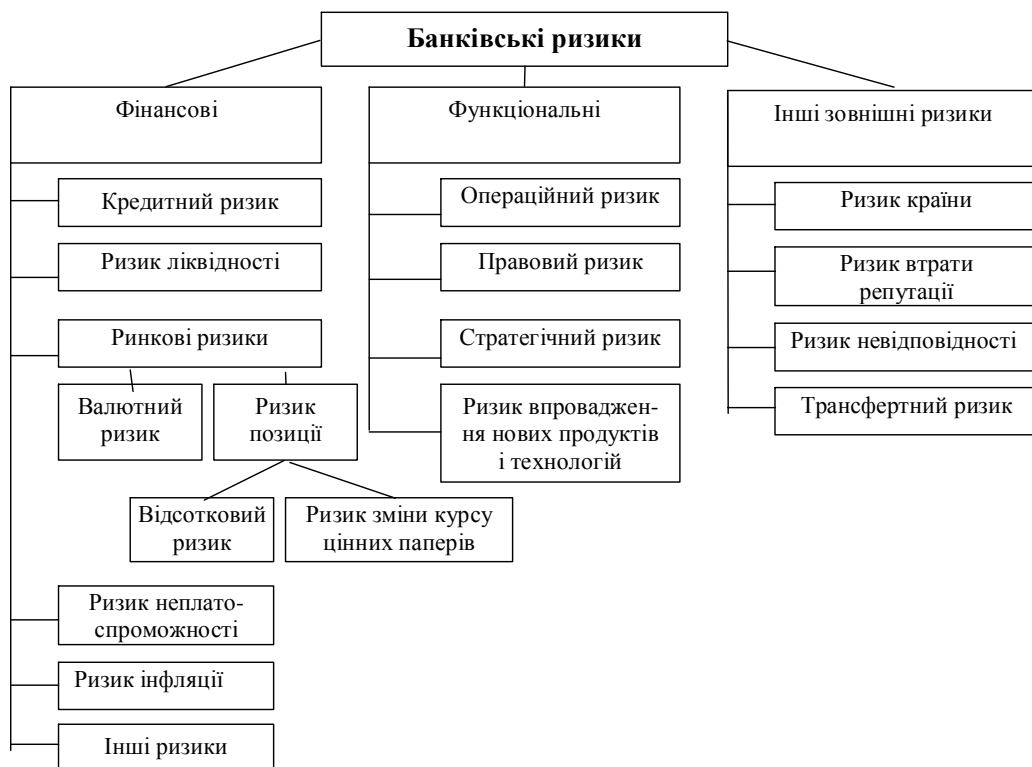 Банківські ризики
Фінансові
Функціональні
Інші зовнішні ризики
Кредитний ризик
Ризик ліквідності
Ринкові ризики
Валютний
ризик
Ризик
позиції
Відсотковий
ризик
Ризик зміни курсу
цінних паперів
Ризик неплато-
спроможності
Ризик інфляції
Інші ризики
Операційний ризик
Правовий ризик
Стратегічний ризик
Ризик впроваджен-
ня нових продуктів
і технологій
Ризик країни
Ризик втрати
репутації
Ризик невідповідності
Трансфертний ризик